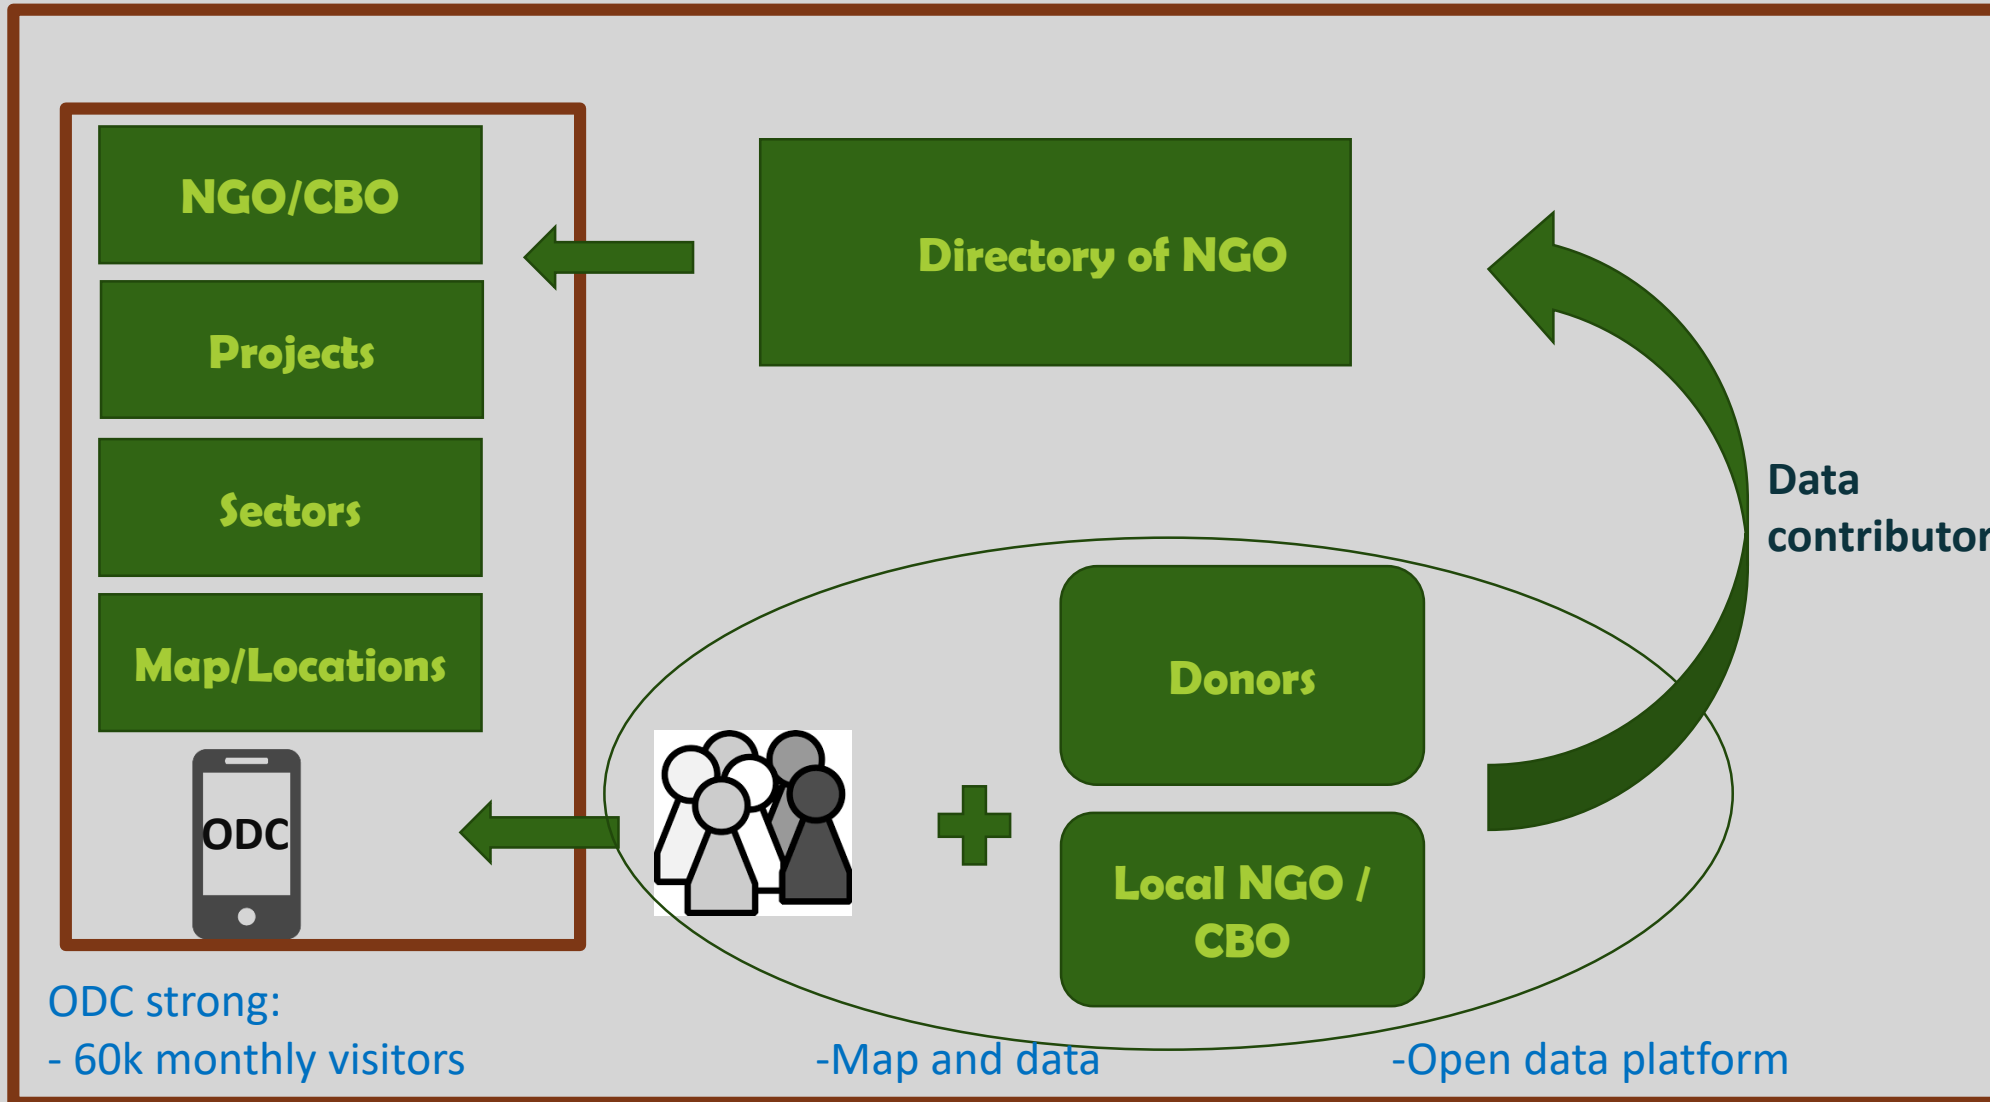 NGO/CBO
Projects
Sectors
Map/Locations
ODC
Directory of NGO
Data
contributor
Donors
Local NGO /
CBO
ODC strong:
- 60k monthly visitors
-Map and data
-Open data platform